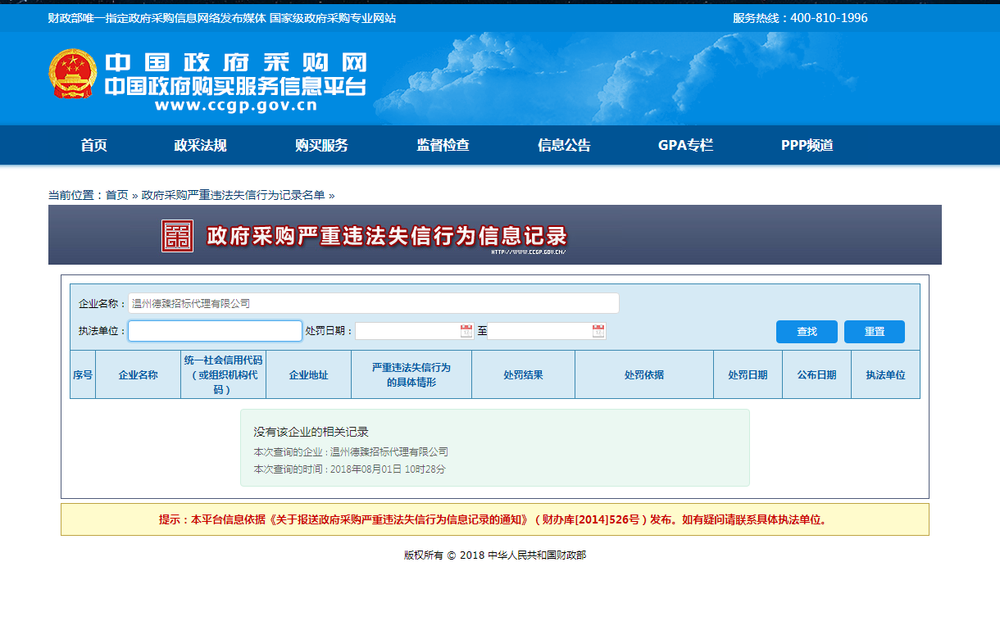 财政部唯一指定政府采购信息网络发布媒体 国家级政府采购专业网站
服务热线：400-810-1996
中国政府采购网
中国政府购买服务信息平台
www.ccgp.gov.cn
首页 政采法规 购买服务 监督检查 信息公告 GPA专栏 PPP频道
当前位置：首页 » 政府采购严重违法失信行为记录名单 »
政府采购严重违法失信行为信息记录
HTTP://WWW.CCGP.GOV.CN/
企业名称： 温州德臻招标代理有限公司
执法单位： 处罚日期： 至 查找 重置
序号 企业名称 统一社会信用代码（或组织机构代码） 企业地址 严重违法失信行为的具体情形 处罚结果 处罚依据 处罚日期 公布日期 执法单位
没有该企业的相关记录
本次查询的企业 : 温州德臻招标代理有限公司
本次查询的时间 : 2018年08月01日 10时28分
提示：本平台信息依据《关于报送政府采购严重违法失信行为信息记录的通知》（财办库[2014]526号）发布。如有疑问请联系具体执法单位。
版权所有 © 2018 中华人民共和国财政部